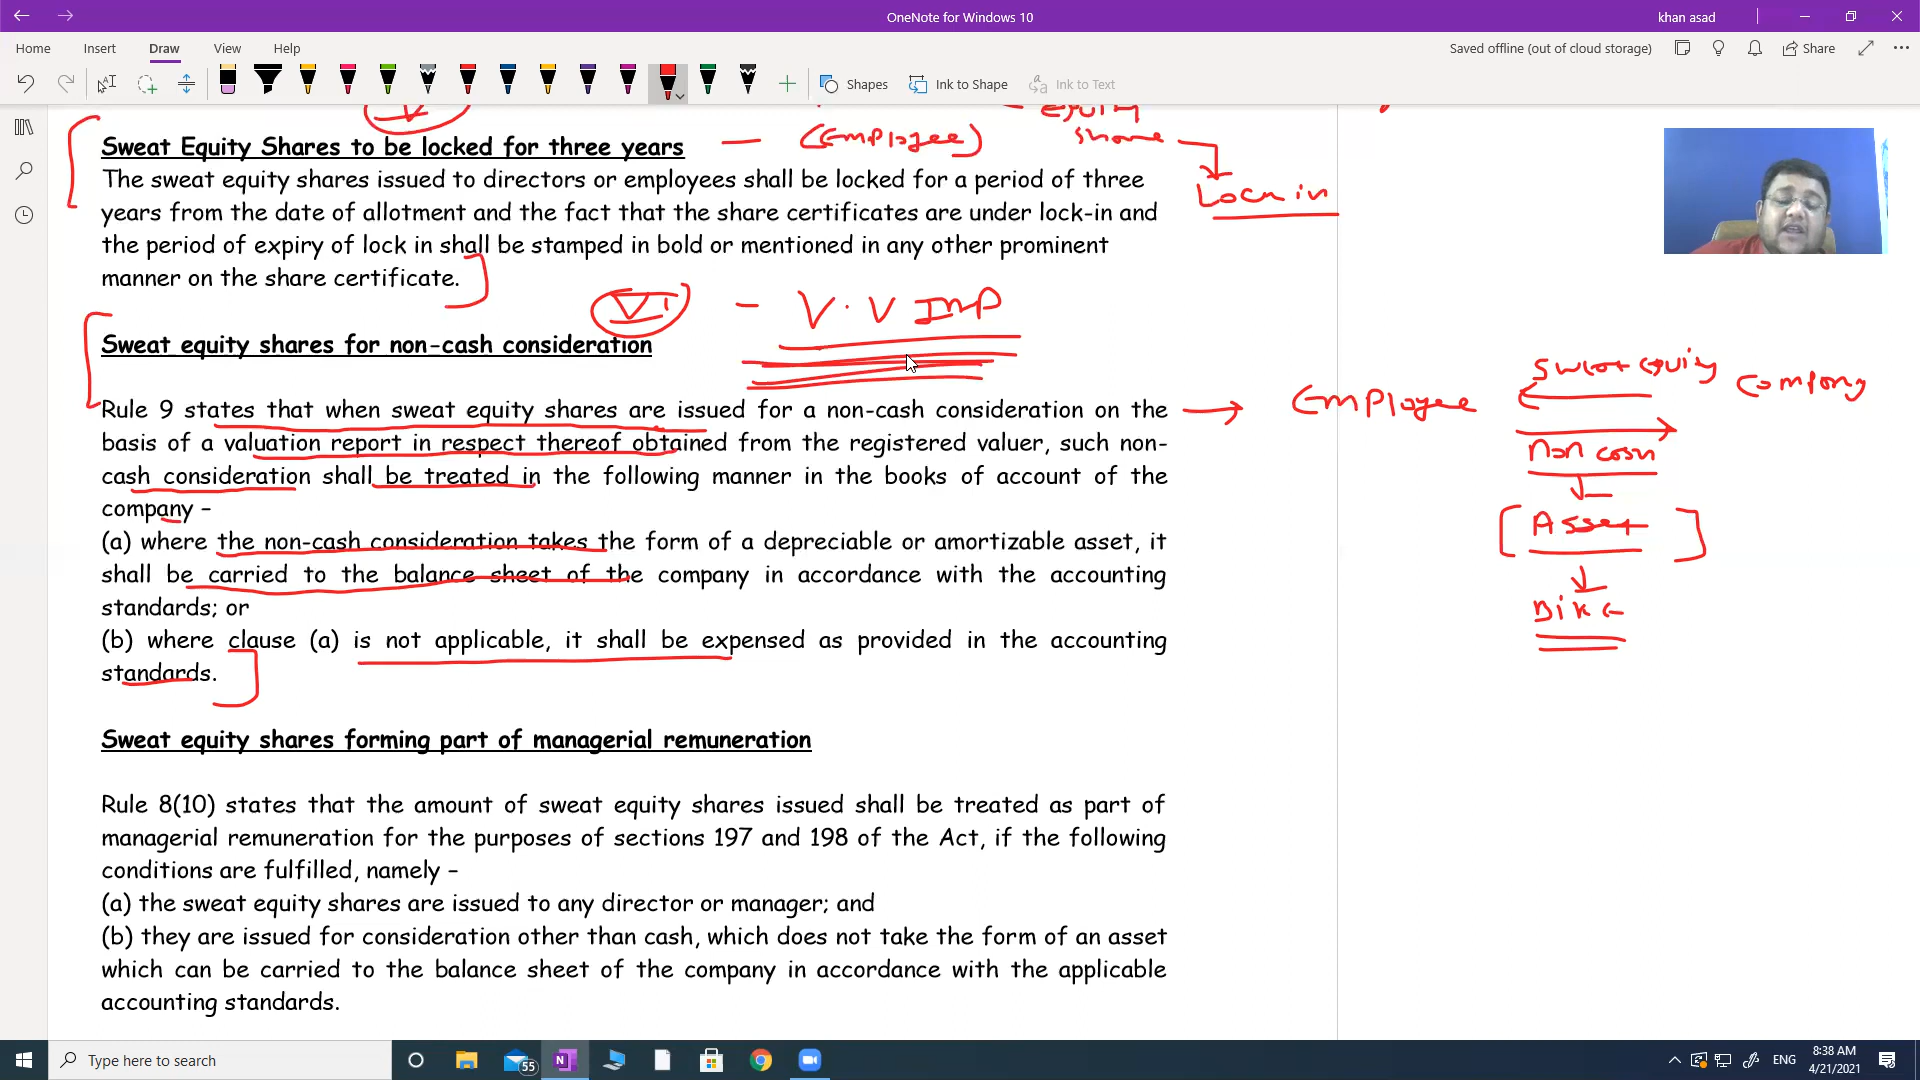 OneNote for Windows 10
khan asad
Home Insert Draw View Help
Saved offline (out of cloud storage)
Share
Shapes
Ink to Shape
Ink to Text
V
Equity
Sweat Equity Shares to be locked for three years
— (Employee)
Share
The sweat equity shares issued to directors or employees shall be locked for a period of three
Lock in
years from the date of allotment and the fact that the share certificates are under lock-in and
the period of expiry of lock in shall be stamped in bold or mentioned in any other prominent
manner on the share certificate.
VI - V.V IMP
Sweat equity shares for non-cash consideration
Sweat equity
Company
Employee
Rule 9 states that when sweat equity shares are issued for a non-cash consideration on the
basis of a valuation report in respect thereof obtained from the registered valuer, such non-
Non cash
cash consideration shall be treated in the following manner in the books of account of the
company –
[Asset]
(a) where the non-cash consideration takes the form of a depreciable or amortizable asset, it
shall be carried to the balance sheet of the company in accordance with the accounting
standards; or
Bike
(b) where clause (a) is not applicable, it shall be expensed as provided in the accounting
standards.
Sweat equity shares forming part of managerial remuneration
Rule 8(10) states that the amount of sweat equity shares issued shall be treated as part of
managerial remuneration for the purposes of sections 197 and 198 of the Act, if the following
conditions are fulfilled, namely –
(a) the sweat equity shares are issued to any director or manager; and
(b) they are issued for consideration other than cash, which does not take the form of an asset
which can be carried to the balance sheet of the company in accordance with the applicable
accounting standards.
Type here to search
55
ENG
8:38 AM
4/21/2021